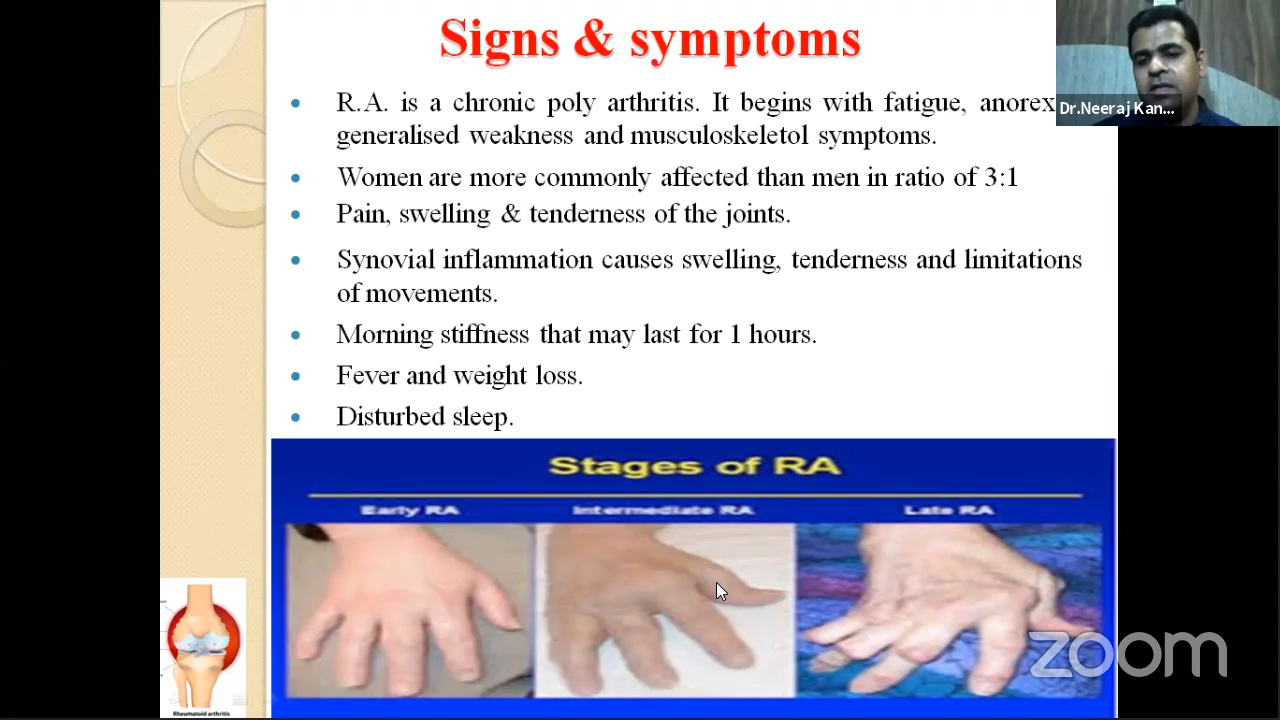 Signs & symptoms
R.A. is a chronic poly arthritis. It begins with fatigue, anorex
generalised weakness and musculoskeletol symptoms.
Women are more commonly affected than men in ratio of 3:1
Pain, swelling & tenderness of the joints.
Synovial inflammation causes swelling, tenderness and limitations
of movements.
Morning stiffness that may last for 1 hours.
Fever and weight loss.
Disturbed sleep.
Dr.Neeraj Kan...
Stages of RA
Early RA Intermediate RA Late RA
Rheumatoid arthritis
zoom